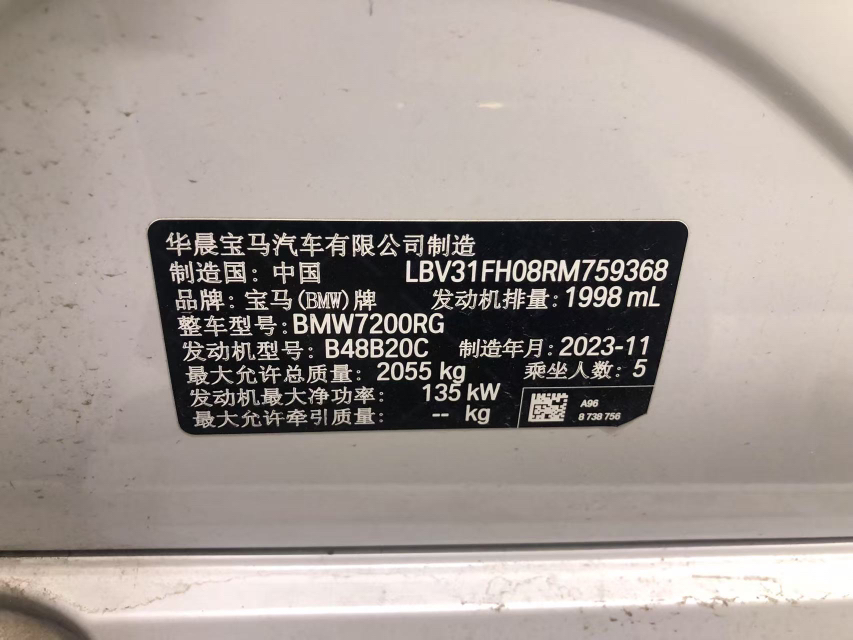 华晨宝马汽车有限公司制造
制造国：中国 LBV31FH08RM759368
品牌：宝马(BMW)牌 发动机排量：1998 mL
整车型号：BMW7200RG
发动机型号：B48B20C 制造年月：2023-11
最大允许总质量：2055 kg 乘坐人数：5
发动机最大净功率：135 kW
最大允许牵引质量：-- kg
A96
8 738 756